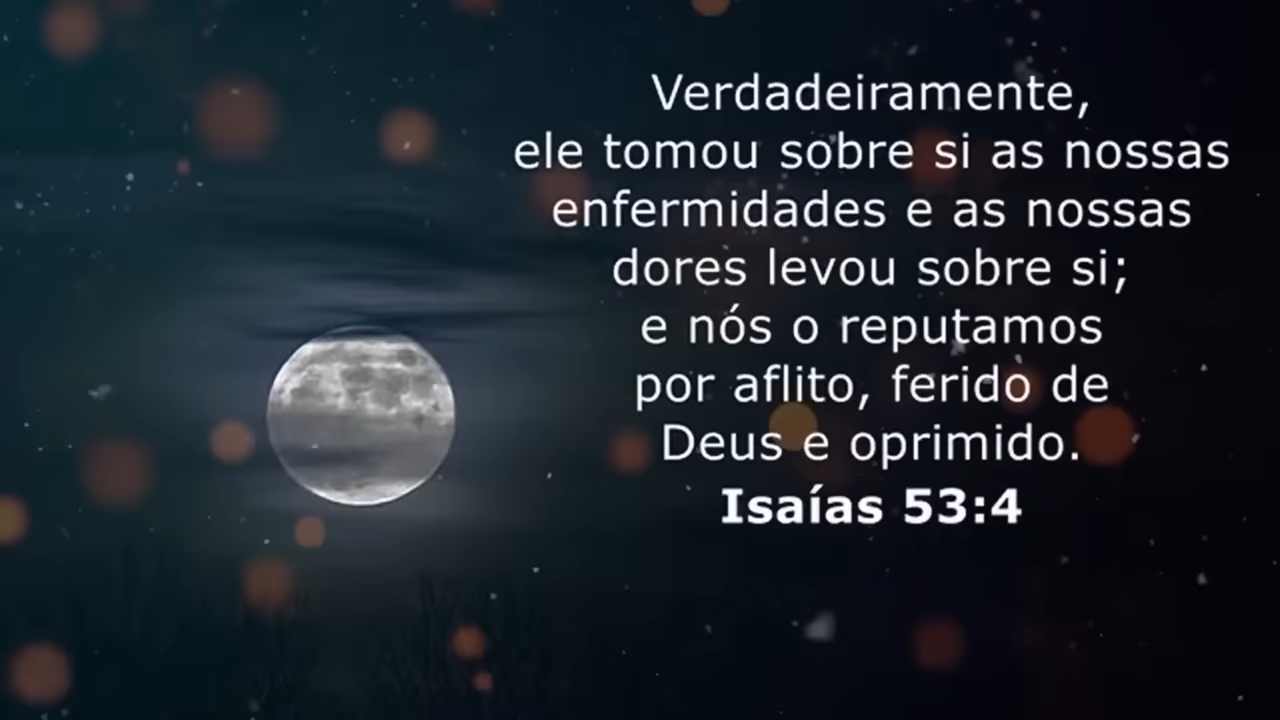 Verdadeiramente,
ele tomou sobre si as nossas
enfermidades e as nossas
dores levou sobre si;
e nós o reputamos
por aflito, ferido de
Deus e oprimido.
Isaías 53:4